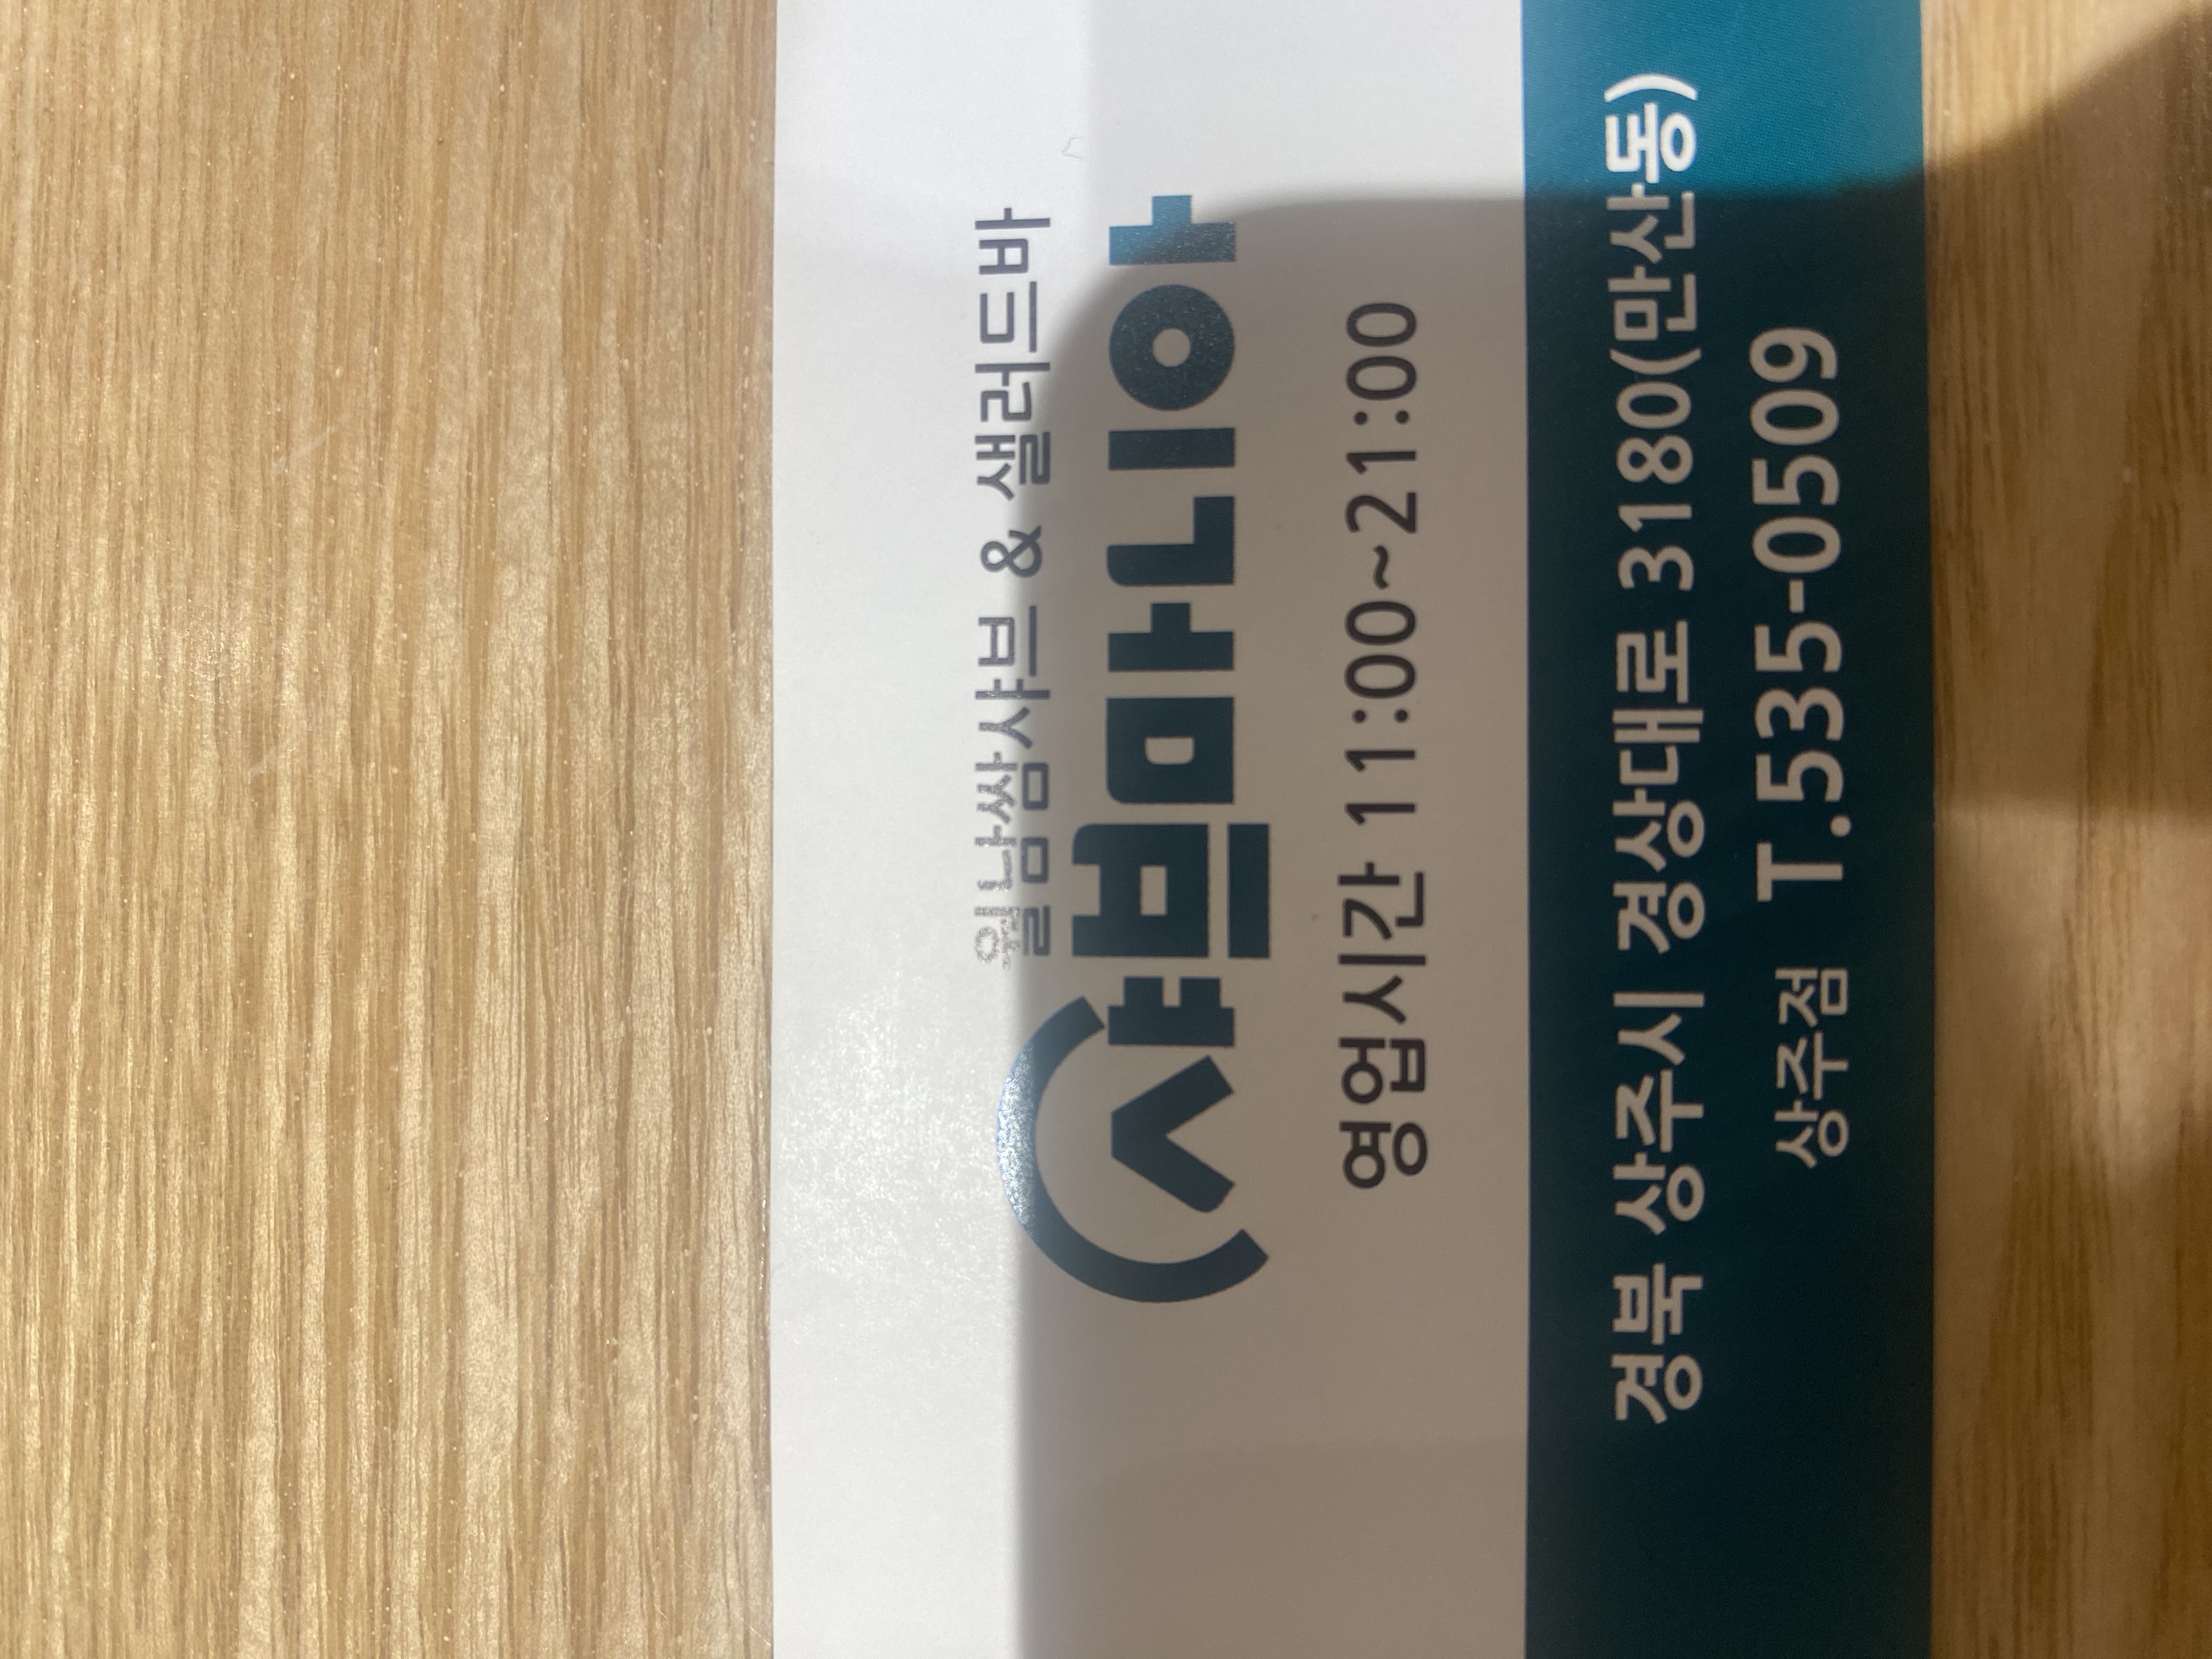 월남쌈샤브 & 샐러드바
샤브마니아
영업시간 11:00~21:00
경북 상주시 경상대로 3180(만산동)
상주점 T.535-0509